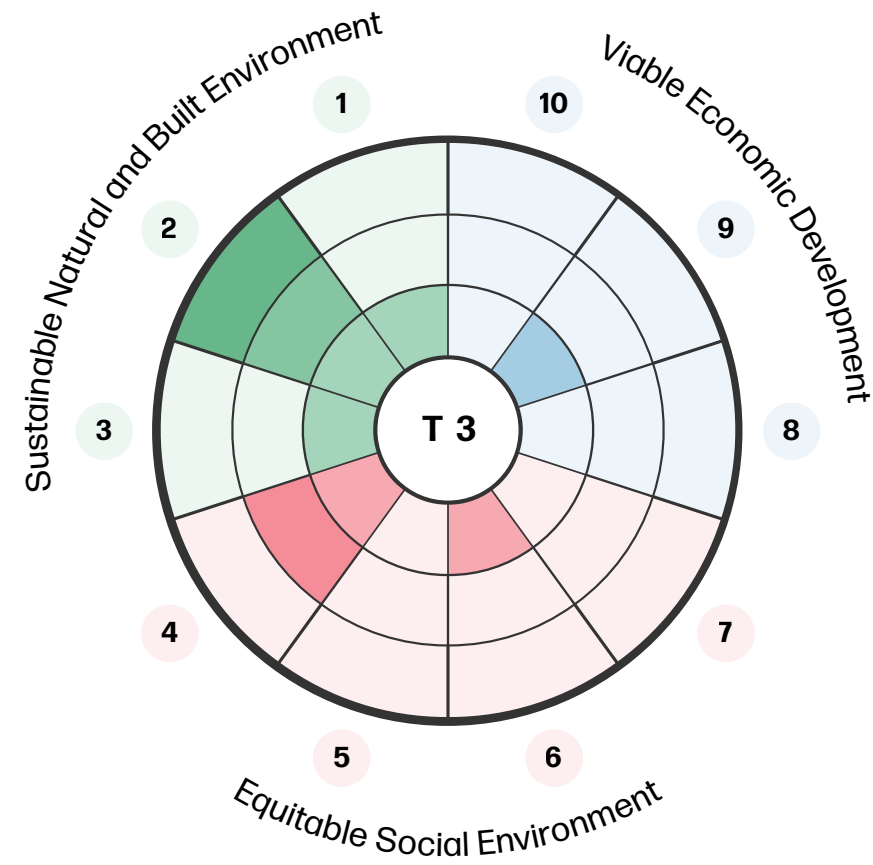 Sustainable Natural and Built Environment
Viable Economic Development
1
10
2
9
3
T 3
8
4
7
5
6
Equitable Social Environment